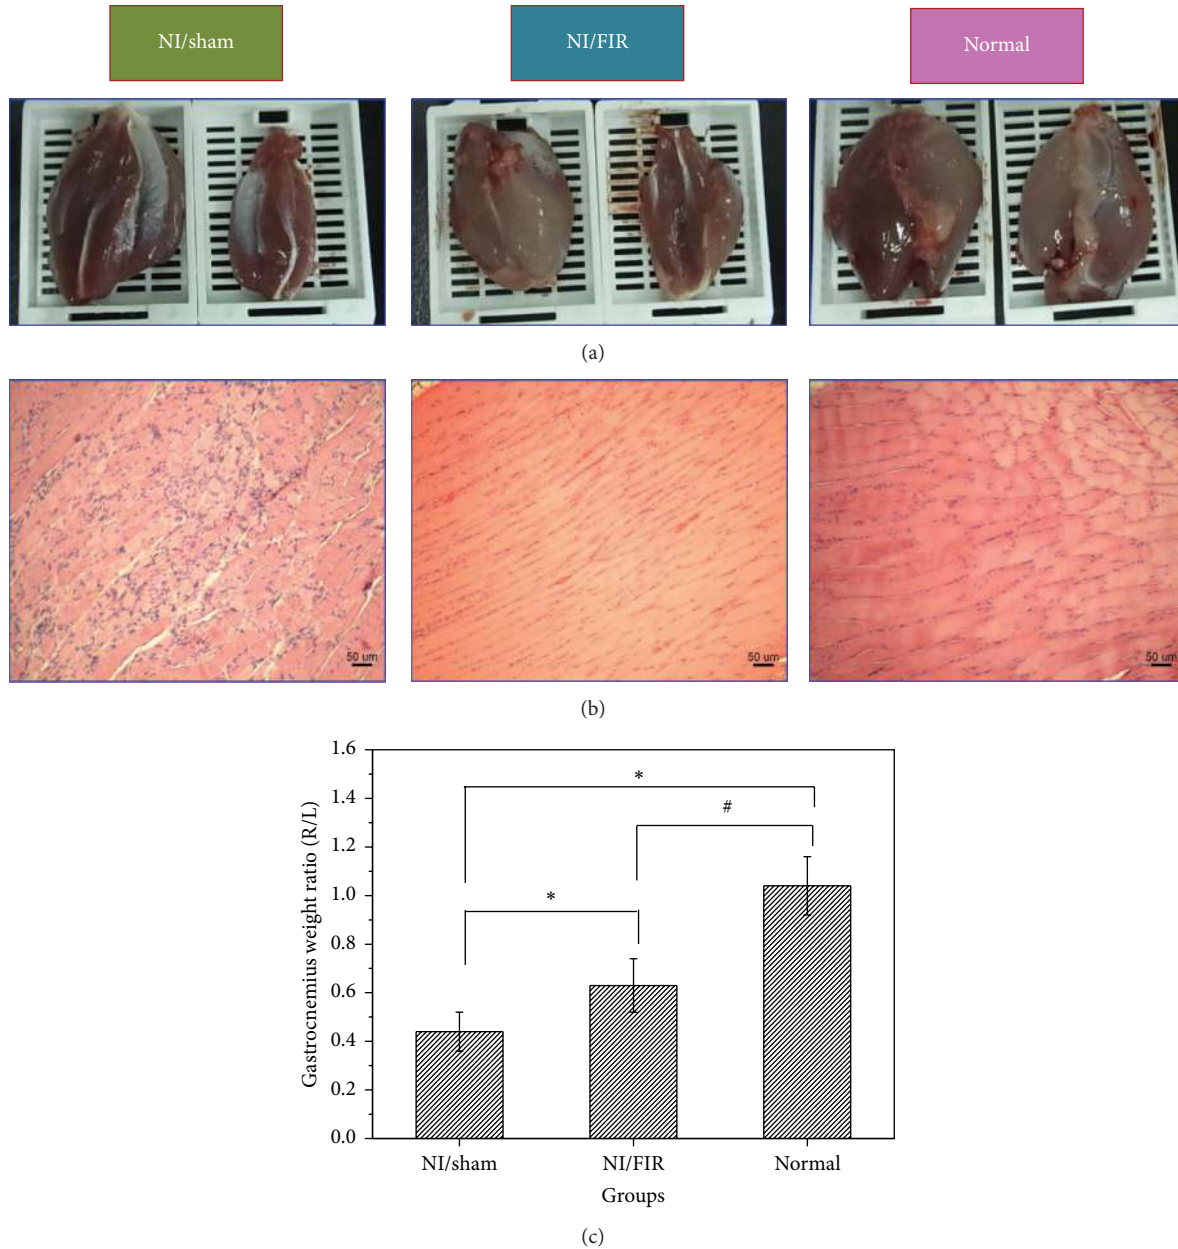 NI/sham
NI/FIR
Normal
(a)
50 um
50 um
50 um
(b)
Gastrocnemius weight ratio (R/L)
1.6
1.4
1.2
1.0
0.8
0.6
0.4
0.2
0.0
*
#
*
NI/sham
NI/FIR
Normal
Groups
(c)